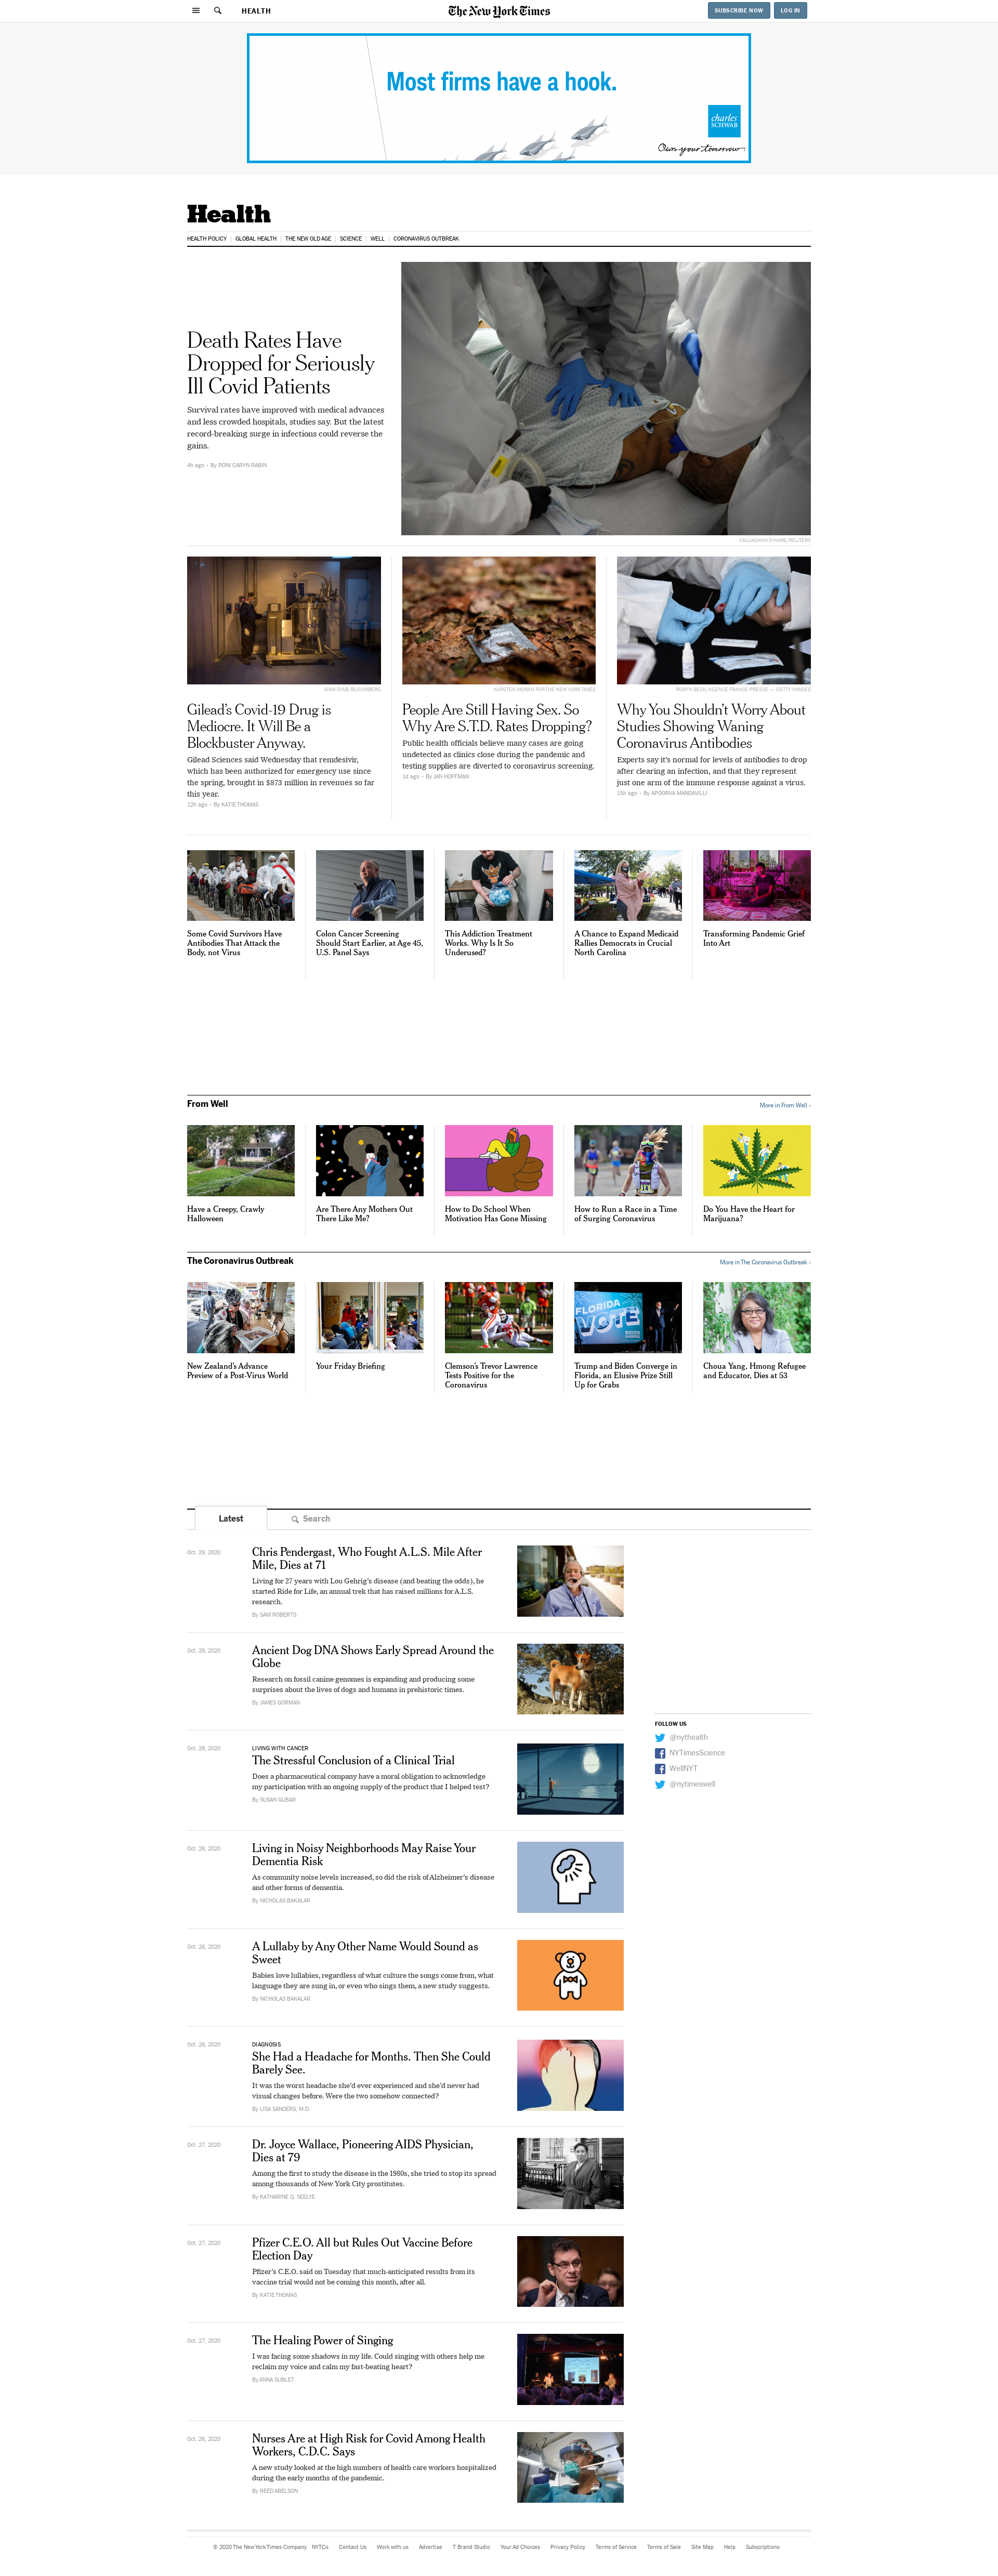 HEALTH
The New York Times
SUBSCRIBE NOW
LOG IN
Most firms have a hook.
charles
SCHWAB
Own your tomorrow
Health
HEALTH POLICY
GLOBAL HEALTH
THE NEW OLD AGE
SCIENCE
WELL
CORONAVIRUS OUTBREAK
Death Rates Have
Dropped for Seriously
Ill Covid Patients
Survival rates have improved with medical advances
and less crowded hospitals, studies say. But the latest
record-breaking surge in infections could reverse the
gains.
4h ago • By RONI CARYN RABIN
CALLAGHAN O'HARE/REUTERS
SIMA DIAB/BLOOMBERG
Gilead's Covid-19 Drug is
Mediocre. It Will Be a
Blockbuster Anyway.
Gilead Sciences said Wednesday that remdesivir,
which has been authorized for emergency use since
the spring, brought in $873 million in revenues so far
this year.
12h ago • By KATIE THOMAS
KARSTEN MORAN FOR THE NEW YORK TIMES
People Are Still Having Sex. So
Why Are S.T.D. Rates Dropping?
Public health officials believe many cases are going
undetected as clinics close during the pandemic and
testing supplies are diverted to coronavirus screening.
1d ago • By JAN HOFFMAN
ROBYN BECK/AGENCE FRANCE-PRESSE — GETTY IMAGES
Why You Shouldn't Worry About
Studies Showing Waning
Coronavirus Antibodies
Experts say it's normal for levels of antibodies to drop
after clearing an infection, and that they represent
just one arm of the immune response against a virus.
15h ago • By APOORVA MANDAVILLI
Some Covid Survivors Have
Antibodies That Attack the
Body, not Virus
Colon Cancer Screening
Should Start Earlier, at Age 45,
U.S. Panel Says
This Addiction Treatment
Works. Why Is It So
Underused?
A Chance to Expand Medicaid
Rallies Democrats in Crucial
North Carolina
Transforming Pandemic Grief
Into Art
From Well
More in From Well ›
Have a Creepy, Crawly
Halloween
Are There Any Mothers Out
There Like Me?
How to Do School When
Motivation Has Gone Missing
How to Run a Race in a Time
of Surging Coronavirus
Do You Have the Heart for
Marijuana?
The Coronavirus Outbreak
More in The Coronavirus Outbreak ›
FLORIDA
VOTE
New Zealand's Advance
Preview of a Post-Virus World
Your Friday Briefing
Clemson's Trevor Lawrence
Tests Positive for the
Coronavirus
Trump and Biden Converge in
Florida, an Elusive Prize Still
Up for Grabs
Choua Yang, Hmong Refugee
and Educator, Dies at 53
Latest
Search
Oct. 29, 2020
Chris Pendergast, Who Fought A.L.S. Mile After
Mile, Dies at 71
Living for 27 years with Lou Gehrig's disease (and beating the odds), he
started Ride for Life, an annual trek that has raised millions for A.L.S.
research.
By SAM ROBERTS
Oct. 29, 2020
Ancient Dog DNA Shows Early Spread Around the
Globe
Research on fossil canine genomes is expanding and producing some
surprises about the lives of dogs and humans in prehistoric times.
By JAMES GORMAN
FOLLOW US
@nythealth
NYTimesScience
WellNYT
@nytimeswell
Oct. 29, 2020
LIVING WITH CANCER
The Stressful Conclusion of a Clinical Trial
Does a pharmaceutical company have a moral obligation to acknowledge
my participation with an ongoing supply of the product that I helped test?
By SUSAN GUBAR
Oct. 28, 2020
Living in Noisy Neighborhoods May Raise Your
Dementia Risk
As community noise levels increased, so did the risk of Alzheimer's disease
and other forms of dementia.
By NICHOLAS BAKALAR
Oct. 28, 2020
A Lullaby by Any Other Name Would Sound as
Sweet
Babies love lullabies, regardless of what culture the songs come from, what
language they are sung in, or even who sings them, a new study suggests.
By NICHOLAS BAKALAR
Oct. 28, 2020
DIAGNOSIS
She Had a Headache for Months. Then She Could
Barely See.
It was the worst headache she'd ever experienced and she'd never had
visual changes before. Were the two somehow connected?
By LISA SANDERS, M.D.
Oct. 27, 2020
Dr. Joyce Wallace, Pioneering AIDS Physician,
Dies at 79
Among the first to study the disease in the 1980s, she tried to stop its spread
among thousands of New York City prostitutes.
By KATHARINE Q. SEELYE
Oct. 27, 2020
Pfizer C.E.O. All but Rules Out Vaccine Before
Election Day
Pfizer's C.E.O. said on Tuesday that much-anticipated results from its
vaccine trial would not be coming this month, after all.
By KATIE THOMAS
Oct. 27, 2020
The Healing Power of Singing
I was facing some shadows in my life. Could singing with others help me
reclaim my voice and calm my fast-beating heart?
By ANNA SUBLET
Oct. 26, 2020
Nurses Are at High Risk for Covid Among Health
Workers, C.D.C. Says
A new study looked at the high numbers of health care workers hospitalized
during the early months of the pandemic.
By REED ABELSON
© 2020 The New York Times Company NYTCo Contact Us Work with us Advertise T Brand Studio Your Ad Choices Privacy Policy Terms of Service Terms of Sale Site Map Help Subscriptions